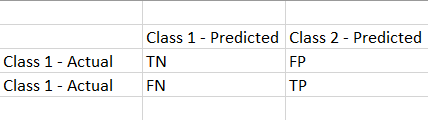 Class 1 - Predicted Class 2 - Predicted
Class 1 - Actual TN FP
Class 1 - Actual FN TP